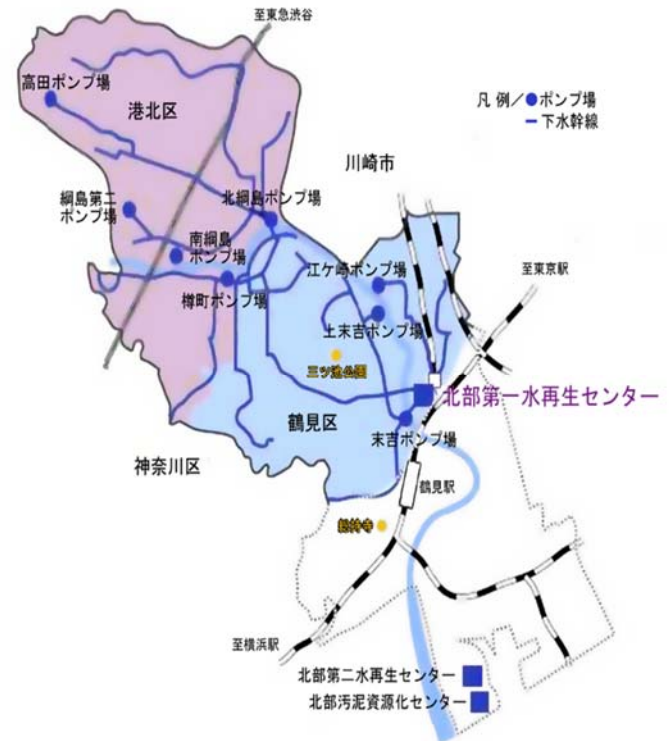 至東急渋谷
高田ポンプ場
港北区
凡 例／●ポンプ場
ー 下水幹線
川崎市
綱島第二
ポンプ場
北綱島ポンプ場
南綱島
ポンプ場
江ケ崎ポンプ場
至東京駅
樽町ポンプ場
上末吉ポンプ場
三ツ池公園
北部第一水再生センター
鶴見区
末吉ポンプ場
神奈川区
鶴見駅
総持寺
至横浜駅
北部第二水再生センター
北部汚泥資源化センター